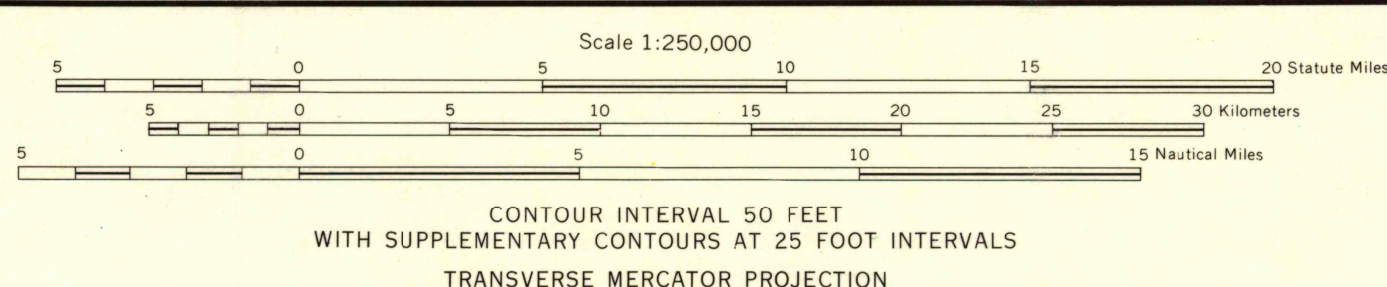 Scale 1:250,000
5 0 5 10 15 20 Statute Miles
5 0 5 10 15 20 25 30 Kilometers
5 0 5 10 15 Nautical Miles
CONTOUR INTERVAL 50 FEET
WITH SUPPLEMENTARY CONTOURS AT 25 FOOT INTERVALS
TRANSVERSE MERCATOR PROJECTION